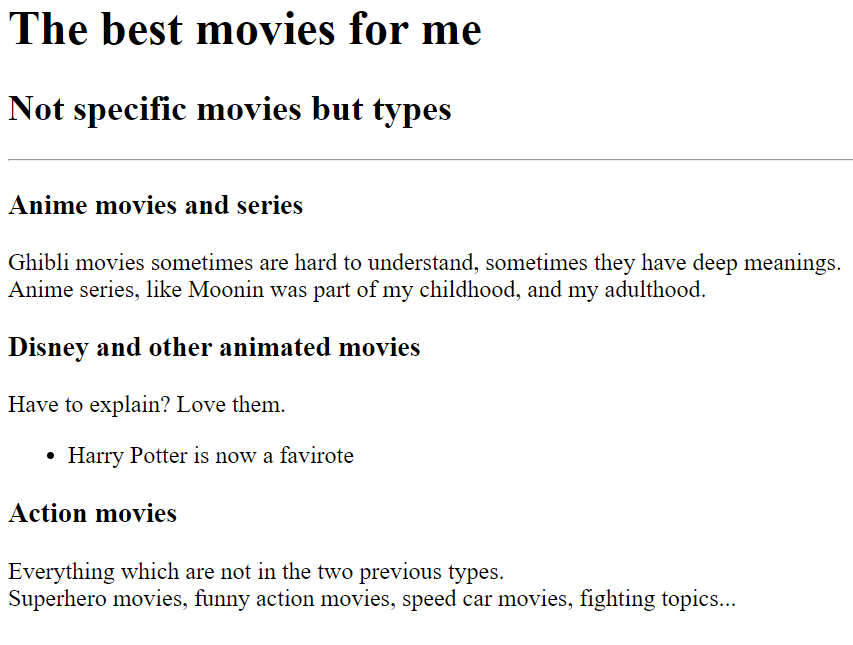 The best movies for me
Not specific movies but types
Anime movies and series
Ghibli movies sometimes are hard to understand, sometimes they have deep meanings.
Anime series, like Moonin was part of my childhood, and my adulthood.
Disney and other animated movies
Have to explain? Love them.
• Harry Potter is now a favirote
Action movies
Everything which are not in the two previous types.
Superhero movies, funny action movies, speed car movies, fighting topics...